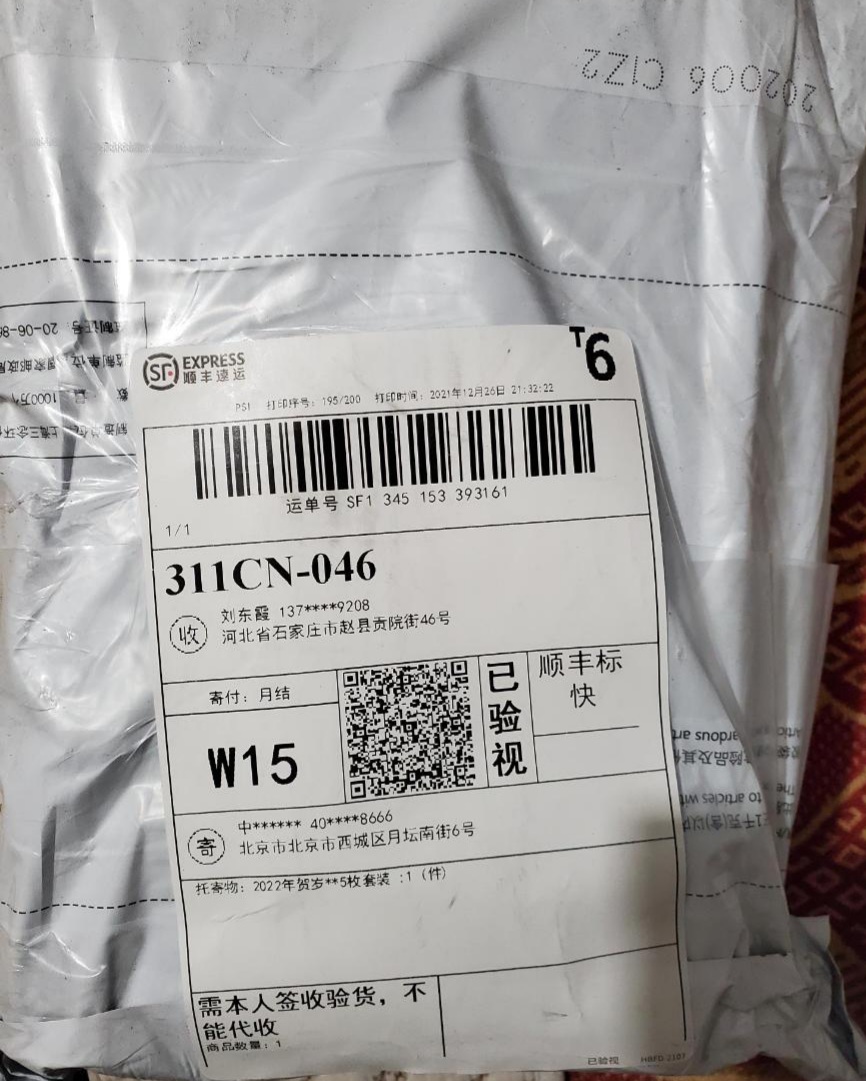 202006 C1Z2
SF EXPRESS
顺丰速运
T6
PSI 打印序号：195/200 打印时间：2021年12月26日 21:32:22
运单号 SF1 345 153 393161
1/1
311CN-046
收
刘东霞 137****9208
河北省石家庄市赵县贡院街46号
寄付：月结
W15
已验视
顺丰标
快
寄
中****** 40****8666
北京市北京市西城区月坛南街6号
托寄物：2022年贺岁**5枚套装 :1（件）
需本人签收验货，不
能代收
商品数量：1
已验视